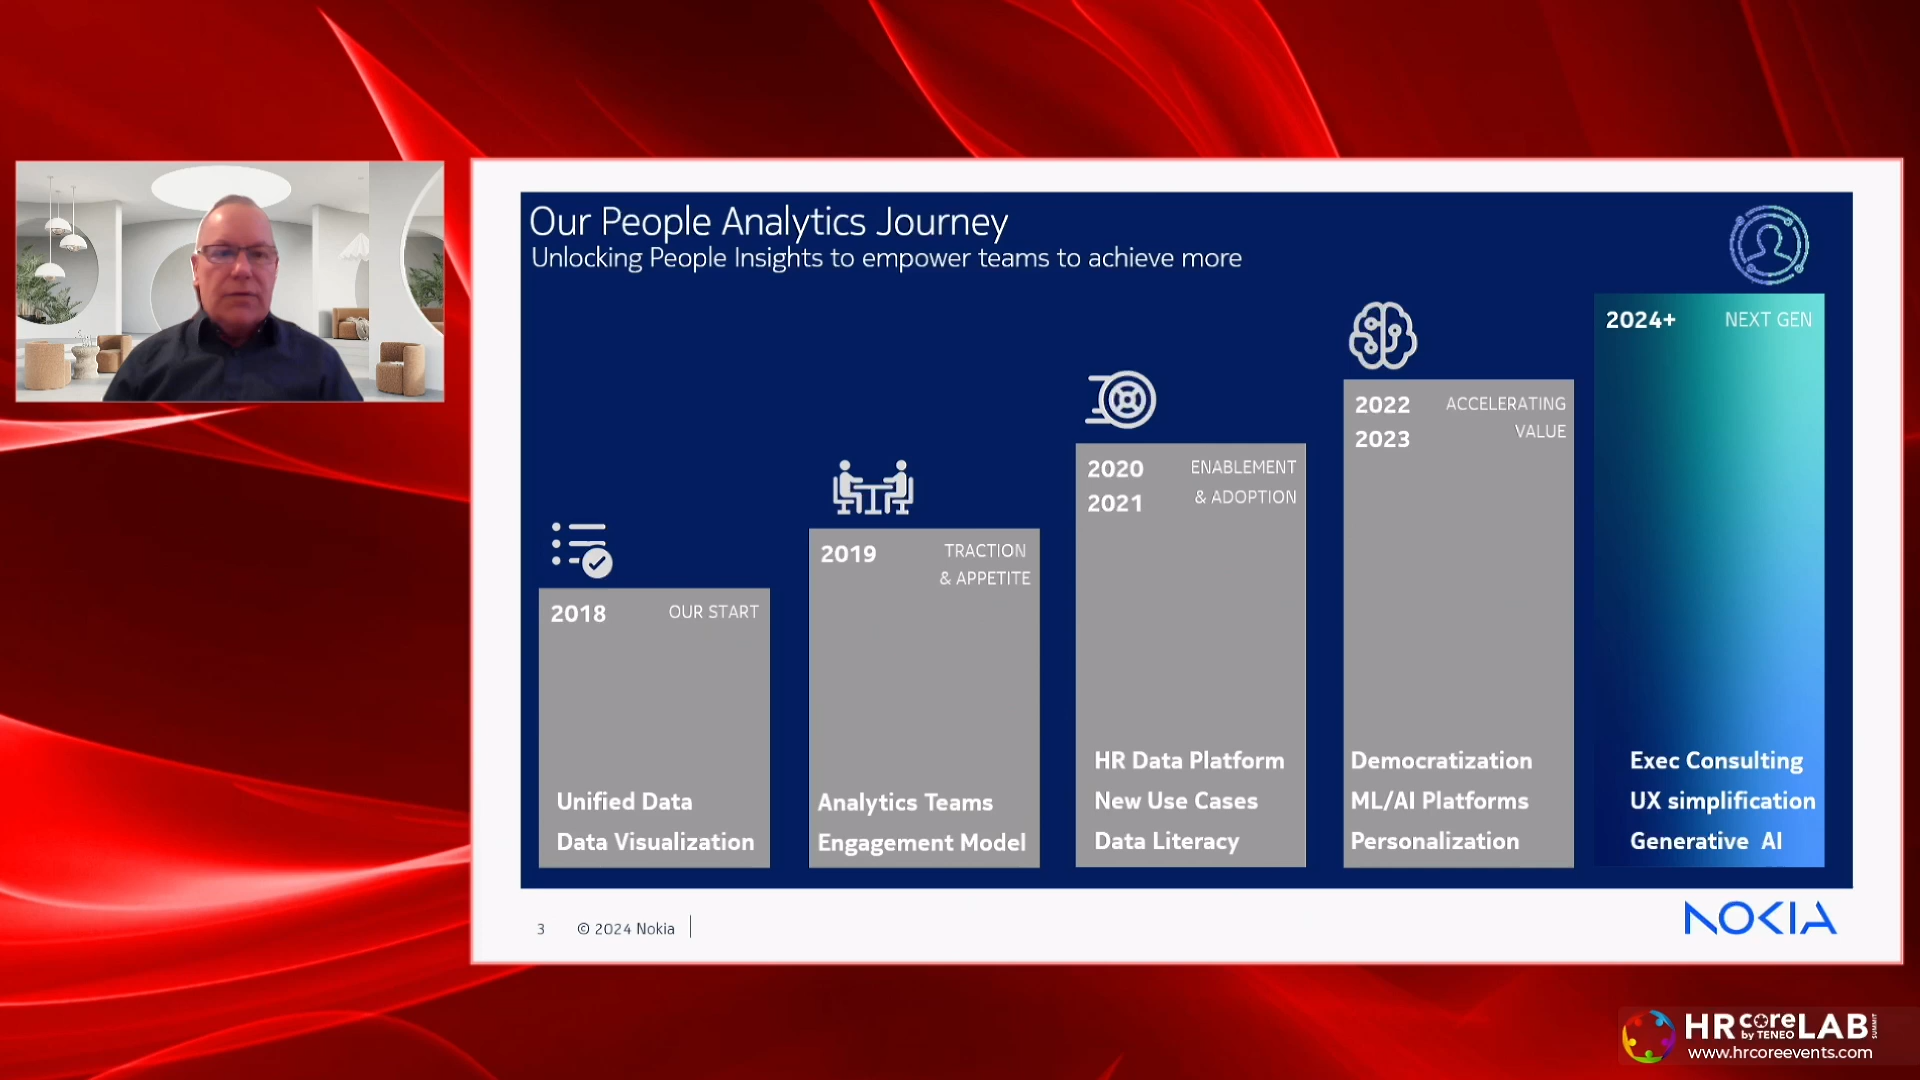 Our People Analytics Journey
Unlocking People Insights to empower teams to achieve more
2018 OUR START
Unified Data
Data Visualization
2019 TRACTION
& APPETITE
Analytics Teams
Engagement Model
2020 ENABLEMENT
2021 & ADOPTION
HR Data Platform
New Use Cases
Data Literacy
2022 ACCELERATING
2023 VALUE
Democratization
ML/AI Platforms
Personalization
2024+ NEXT GEN
Exec Consulting
UX simplification
Generative AI
3 © 2024 Nokia
NOKIA
HR core LAB
by TENEO
SUMMIT
www.hrcoreevents.com